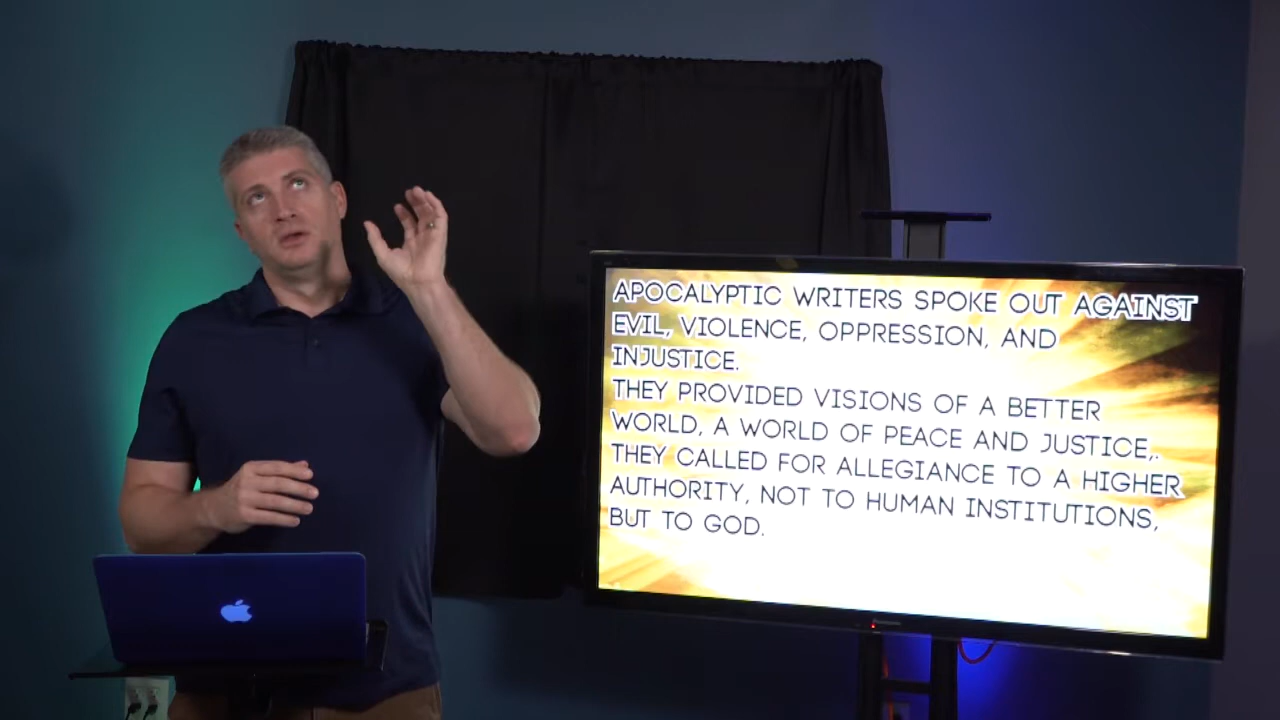 APOCALYPTIC WRITERS SPOKE OUT AGAINST
EVIL, VIOLENCE, OPPRESSION, AND
INJUSTICE.
THEY PROVIDED VISIONS OF A BETTER
WORLD, A WORLD OF PEACE AND JUSTICE,.
THEY CALLED FOR ALLEGIANCE TO A HIGHER
AUTHORITY, NOT TO HUMAN INSTITUTIONS,
BUT TO GOD.